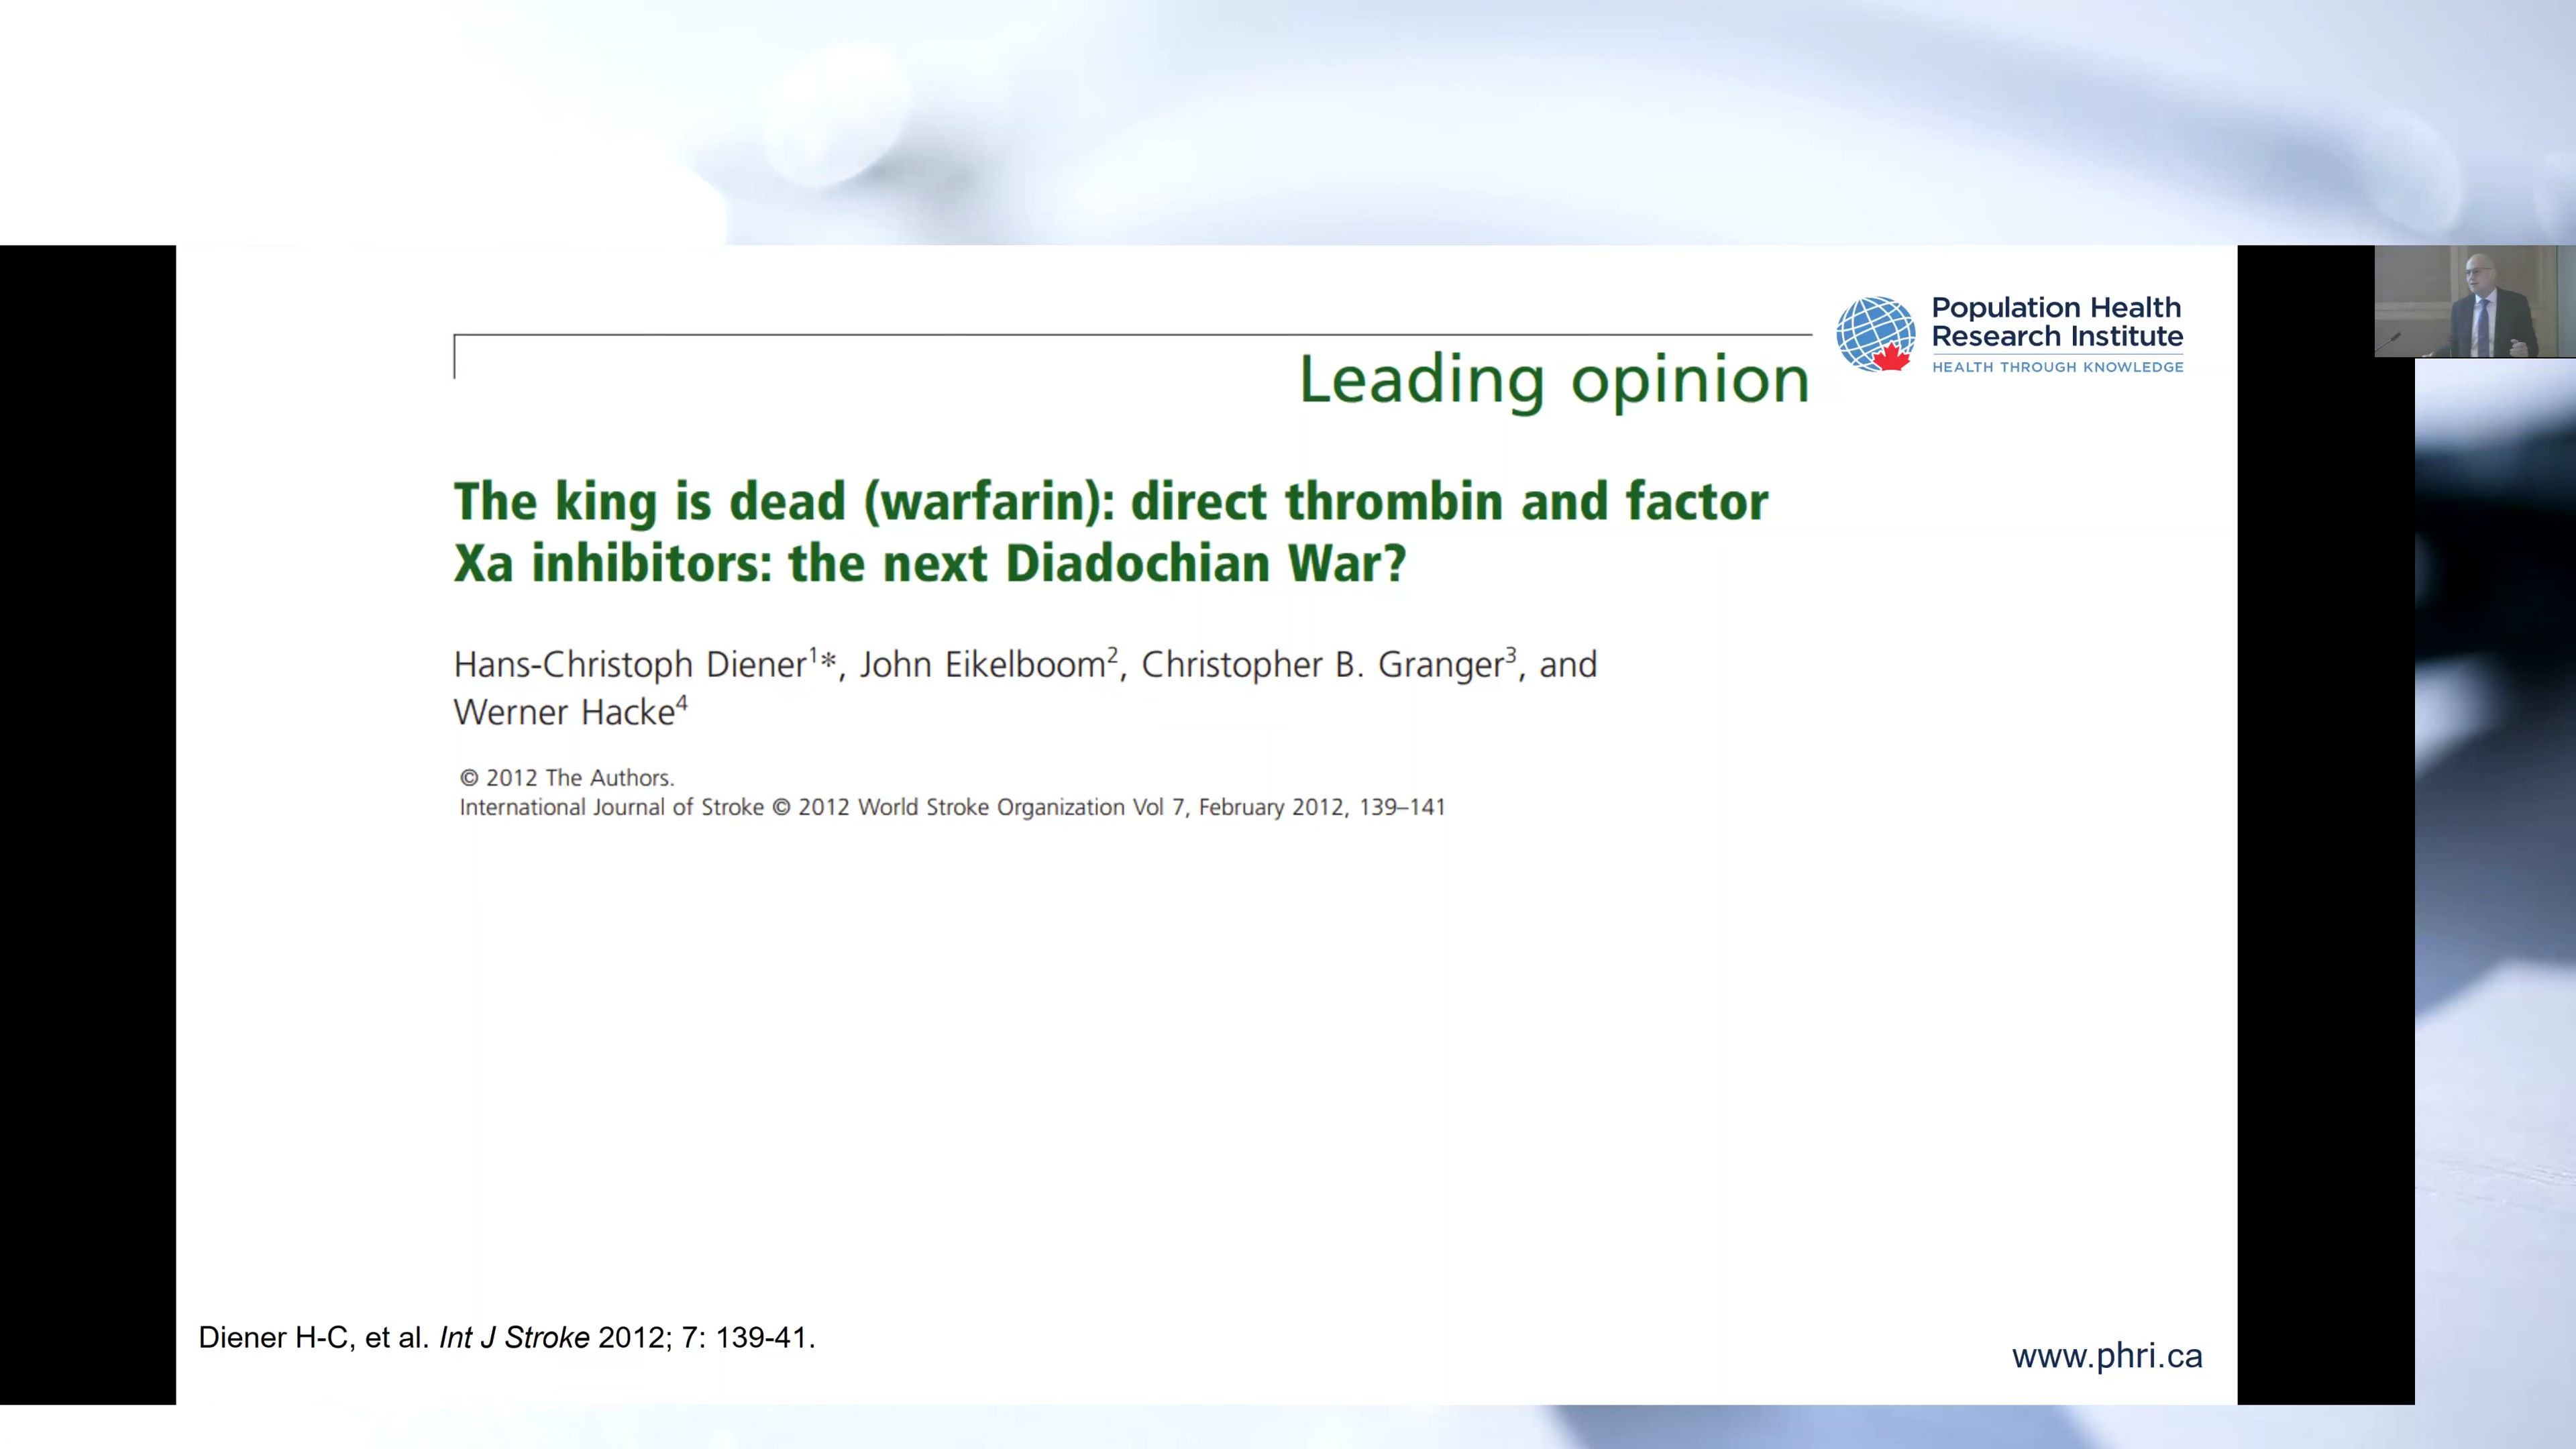 Population Health
Research Institute
HEALTH THROUGH KNOWLEDGE
Leading opinion
The king is dead (warfarin): direct thrombin and factor
Xa inhibitors: the next Diadochian War?
Hans-Christoph Diener¹*, John Eikelboom², Christopher B. Granger³, and
Werner Hacke⁴
© 2012 The Authors.
International Journal of Stroke © 2012 World Stroke Organization Vol 7, February 2012, 139–141
Diener H-C, et al. Int J Stroke 2012; 7: 139-41.
www.phri.ca